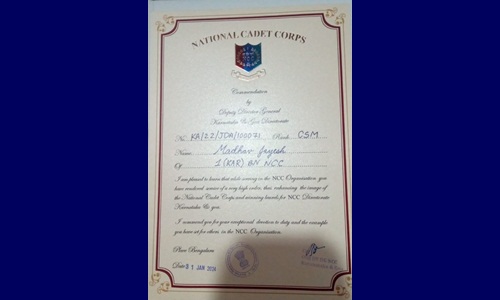 NATIONAL CADET CORPS
Commendation
by
Deputy Director General
Karnataka & Goa Directorate
No. KA/22/JDA/100071 Rank CSM
Name Madhav Jayesh
Of 1 (KAR) BN NCC
I am pleased to learn that while serving in the NCC Organisation, you
have rendered service of a very high order, thus enhancing the image of
the National Cadet Corps and winning laurels for NCC Directorate
Karnataka & Goa.
I commend you for your exceptional devotion to duty and the example
you have set for others, in the NCC Organisation.
Place Bengaluru
Date 31 JAN 2024